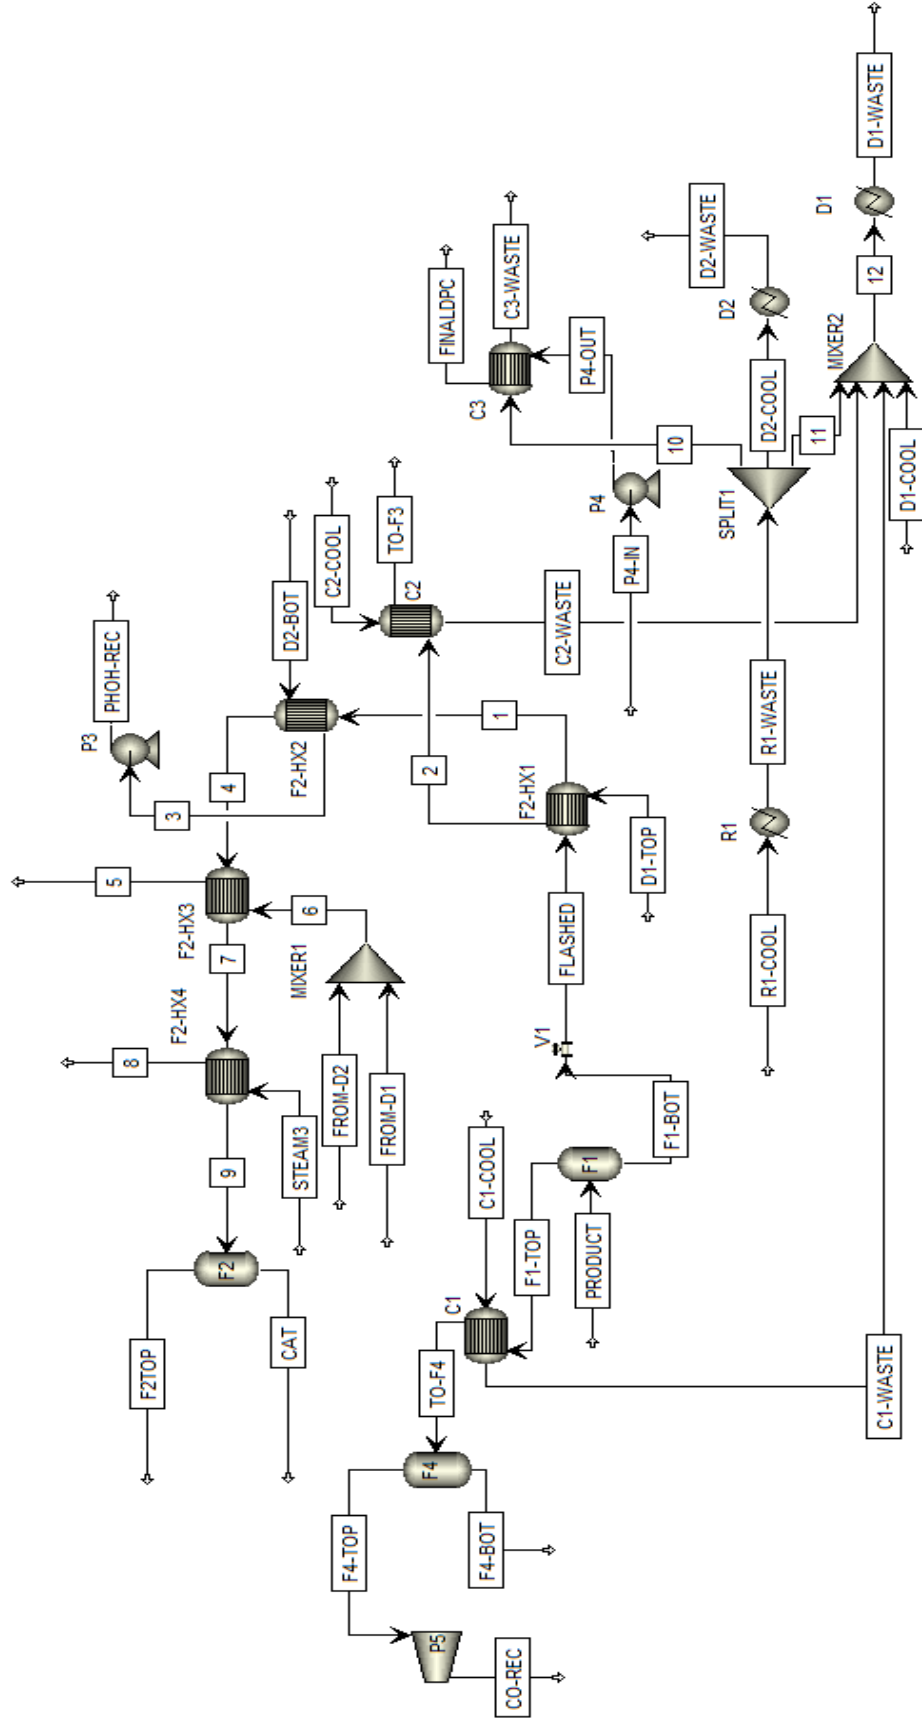 P5
CO-REC
F4-TOP
F4
F4-BOT
TO-F4
C1
C1-COOL
F1-TOP
PRODUCT
F1
F1-BOT
C1-WASTE
V1
FLASHED
F2-HX1
D1-TOP
1
2
F2TOP
F2
CAT
9
F2-HX4
8
STEAM3
7
F2-HX3
5
6
MIXER1
FROM-D2
FROM-D1
4
3
P3
PHOH-REC
F2-HX2
D2-BOT
C2-COOL
C2
TO-F3
C2-WASTE
P4-IN
P4
P4-OUT
C3
FINALDPC
C3-WASTE
10
R1-COOL
R1
R1-WASTE
SPLIT1
D2-COOL
D2
D2-WASTE
11
D1-COOL
MIXER2
12
D1
D1-WASTE